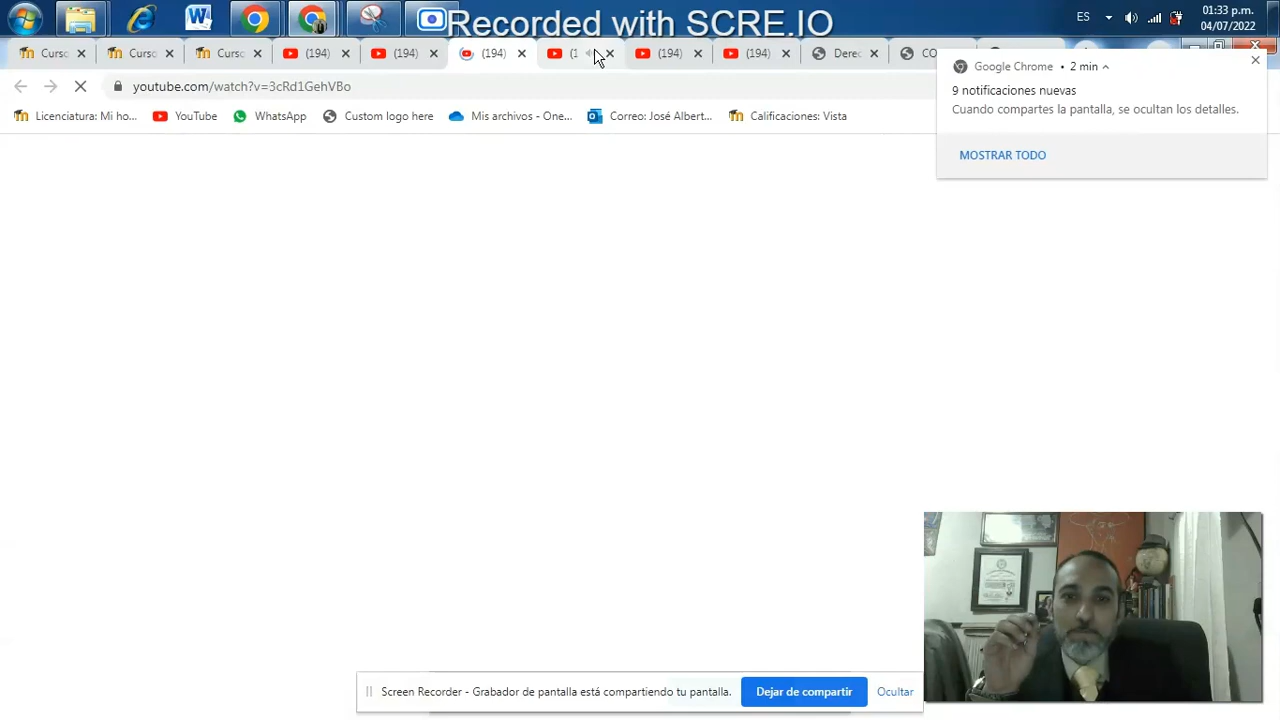 Recorded with SCRE.IO
ES
01:33 p.m.
04/07/2022
Curso
Curso
Curso
(194)
(194)
(194)
(1
(194)
(194)
Derec
CO
youtube.com/watch?v=3cRd1GehVBo
Licenciatura: Mi ho...
YouTube
WhatsApp
Custom logo here
Mis archivos - One...
Correo: José Albert...
Calificaciones: Vista
Google Chrome • 2 min
9 notificaciones nuevas
Cuando compartes la pantalla, se ocultan los detalles.
MOSTRAR TODO
Screen Recorder - Grabador de pantalla está compartiendo tu pantalla.
Dejar de compartir
Ocultar